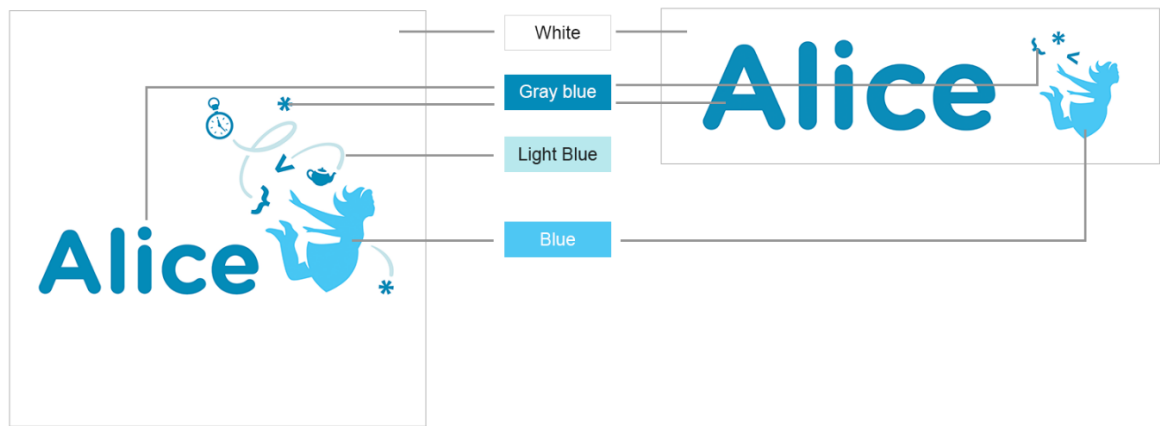 White
Gray blue
Light Blue
Blue
*
<
}
Alice
*
Alice
{ * <